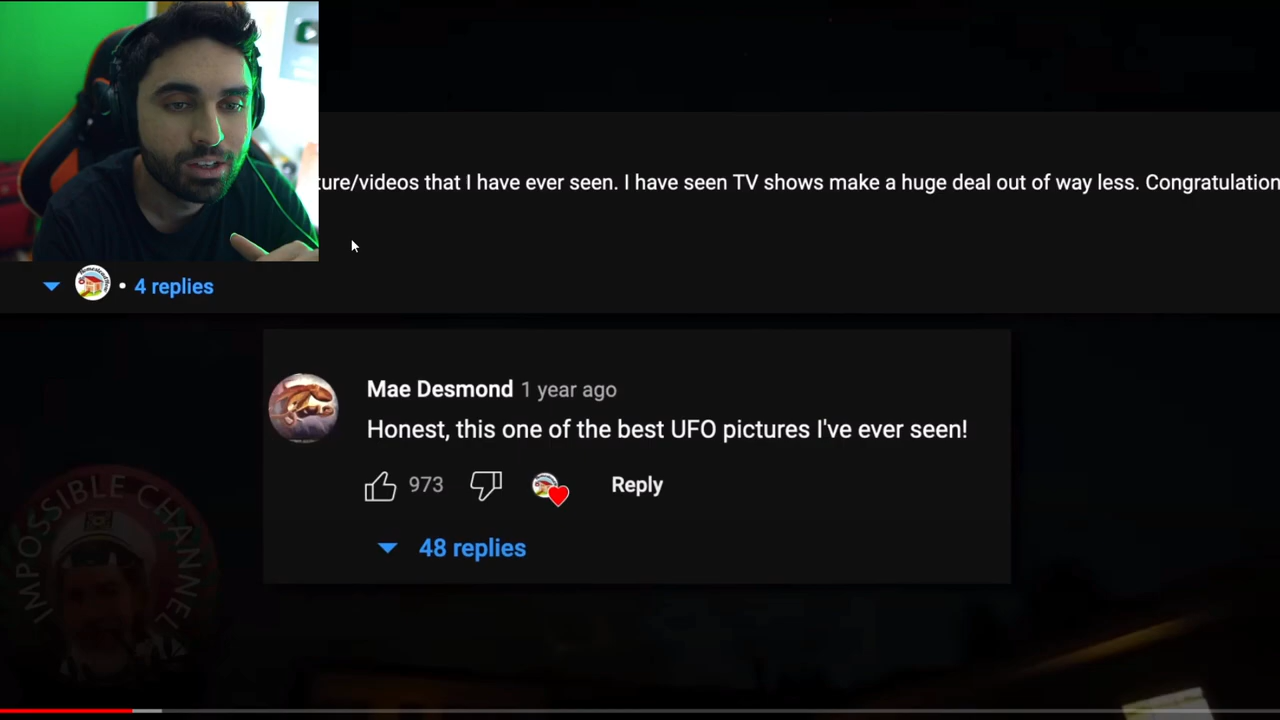 ture/videos that I have ever seen. I have seen TV shows make a huge deal out of way less. Congratulation
• 4 replies
Mae Desmond 1 year ago
Honest, this one of the best UFO pictures I've ever seen!
973 Reply
48 replies
IMPOSSIBLE CHANNEL